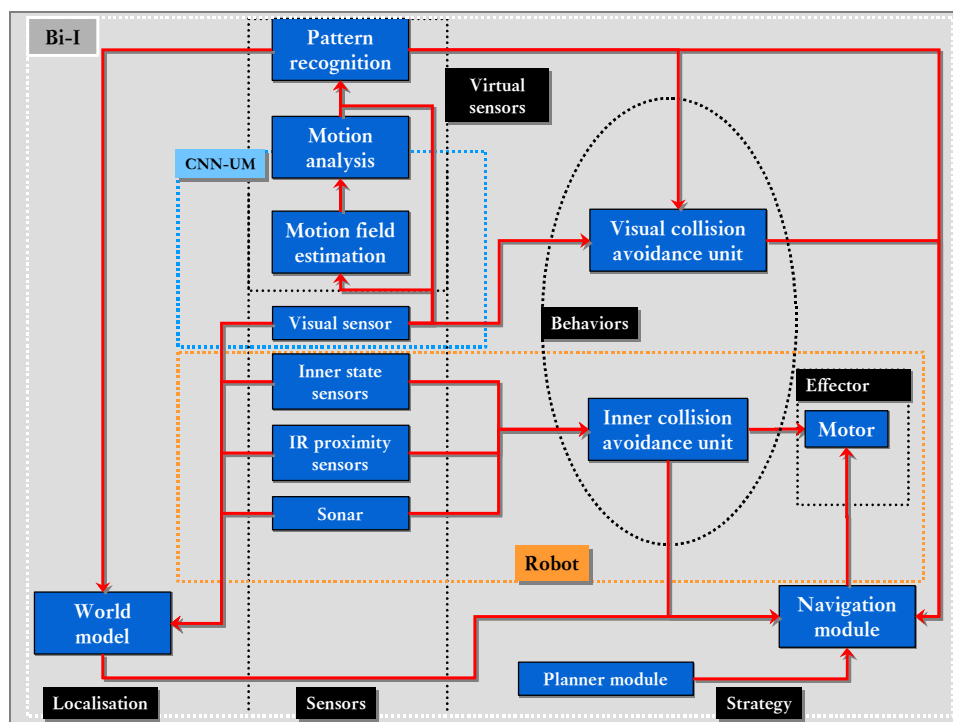 Bi-I
Pattern
recognition
Virtual
sensors
Motion
analysis
CNN-UM
Motion field
estimation
Visual collision
avoidance unit
Visual sensor
Behaviors
Inner state
sensors
Effector
Inner collision
avoidance unit
Motor
IR proximity
sensors
Sonar
Robot
World
model
Navigation
module
Planner module
Localisation
Sensors
Strategy